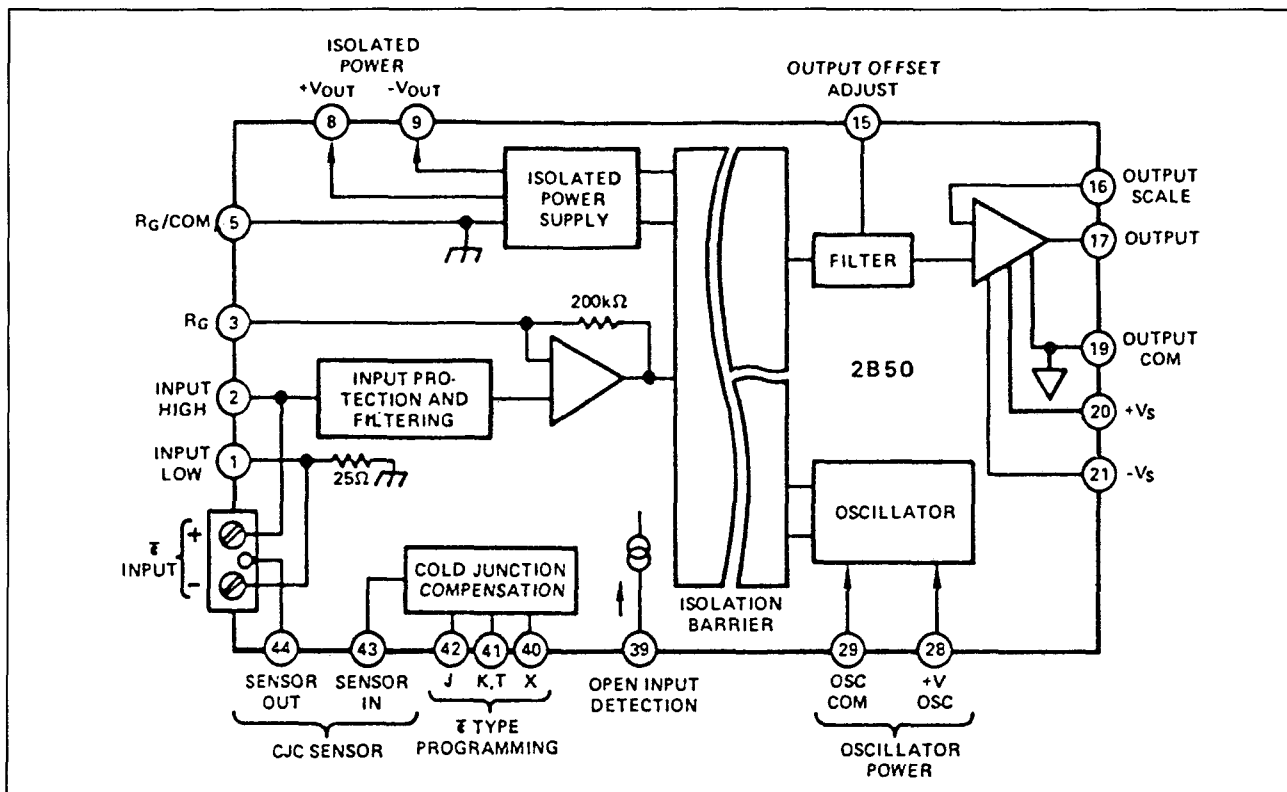 ISOLATED
POWER
+VOUT
-VOUT
OUTPUT OFFSET
ADJUST
8
9
15
ISOLATED
POWER
SUPPLY
16
OUTPUT
SCALE
RG/COM
5
17
OUTPUT
FILTER
200kΩ
RG
3
19
OUTPUT
COM
2B50
INPUT
HIGH
2
INPUT PRO-
TECTION AND
FILTERING
20
+VS
INPUT
LOW
1
25Ω
21
-VS
OSCILLATOR
+
INPUT
-
COLD JUNCTION
COMPENSATION
ISOLATION
BARRIER
44
43
42
41
40
39
29
28
SENSOR
OUT
SENSOR
IN
J
K,T
X
OPEN INPUT
DETECTION
OSC
COM
+V
OSC
CJC SENSOR
TYPE
PROGRAMMING
OSCILLATOR
POWER